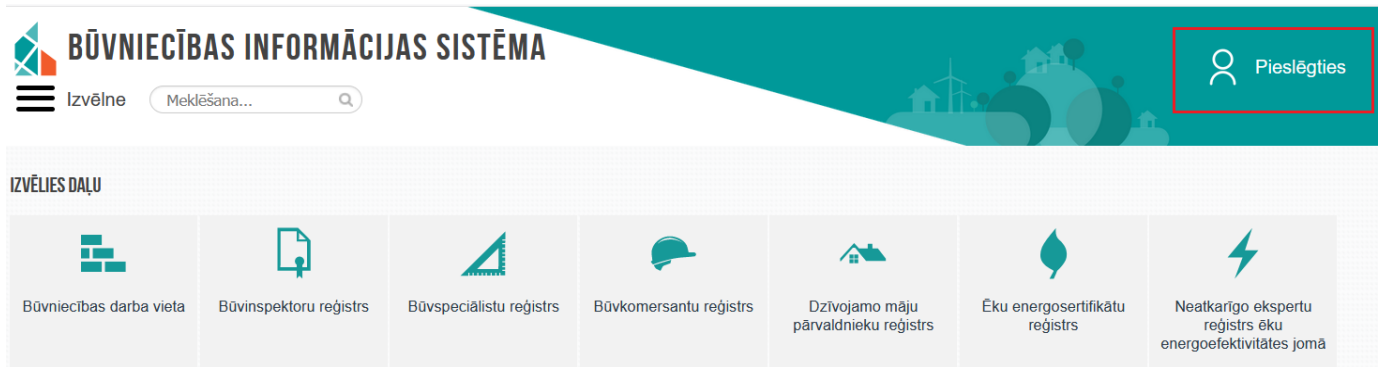 BŪVNIECĪBAS INFORMĀCIJAS SISTĒMA
Pieslēgties
Izvēlne
Meklēšana...
IZVĒLIES DAĻU
Būvniecības darba vieta
Būvinspektoru reģistrs
Būvspeciālistu reģistrs
Būvkomersantu reģistrs
Dzīvojamo māju
pārvaldnieku reģistrs
Ēku energosertifikātu
reģistrs
Neatkarīgo ekspertu
reģistrs ēku
energoefektivitātes jomā